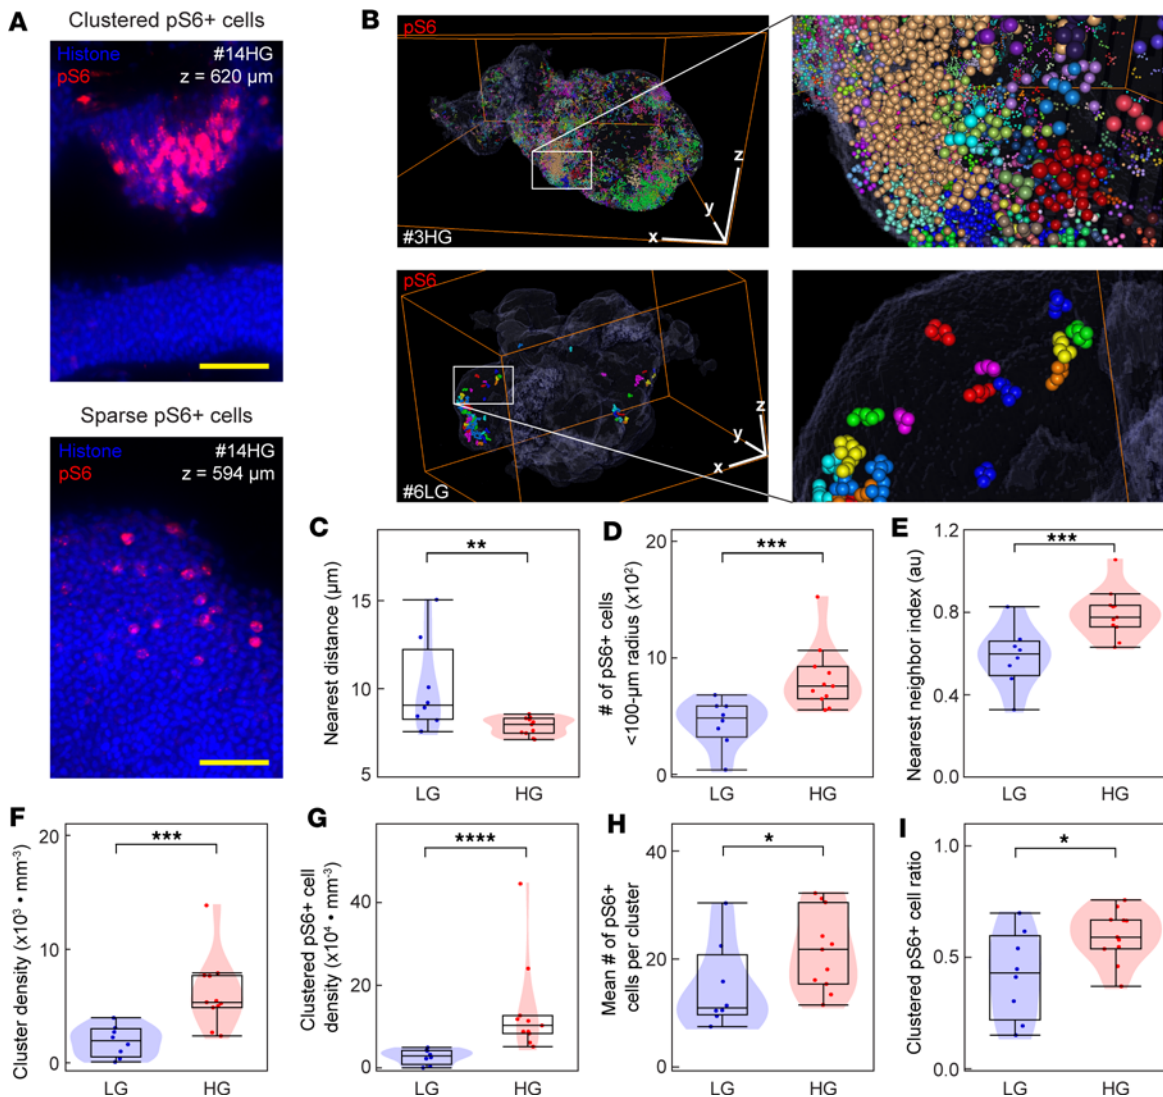 A
Clustered pS6+ cells
Histone
#14HG
pS6
z = 620 µm
Sparse pS6+ cells
Histone
#14HG
pS6
z = 594 µm
B
pS6
#3HG
x
y
z
pS6
#6LG
x
y
z
C
Nearest distance (µm)
15
10
5
**
LG
HG
D
# of pS6+ cells
<100-µm radius (x10²)
20
10
0
***
LG
HG
E
Nearest neighbor index (au)
1.2
0.8
0.4
0.0
***
LG
HG
F
Cluster density (x10³ • mm⁻³)
20
10
0
***
LG
HG
G
Clustered pS6+ cell
density (x10⁴ • mm⁻³)
40
20
0
****
LG
HG
H
Mean # of pS6+
cells per cluster
40
20
0
*
LG
HG
I
Clustered pS6+ cell ratio
1.0
0.5
0.0
*
LG
HG